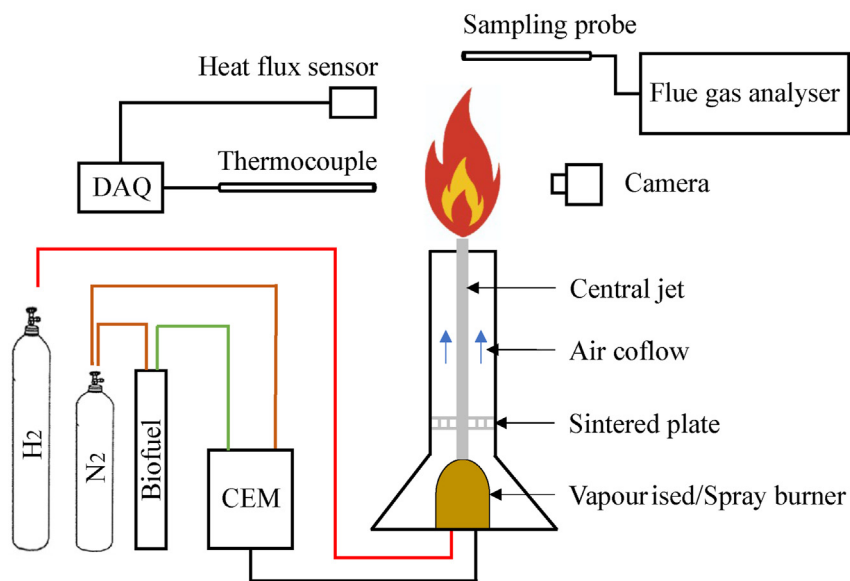 Sampling probe
Heat flux sensor
Flue gas analyser
Thermocouple
DAQ
Camera
Central jet
Air coflow
Sintered plate
H2
N2
Biofuel
CEM
Vapourised/Spray burner